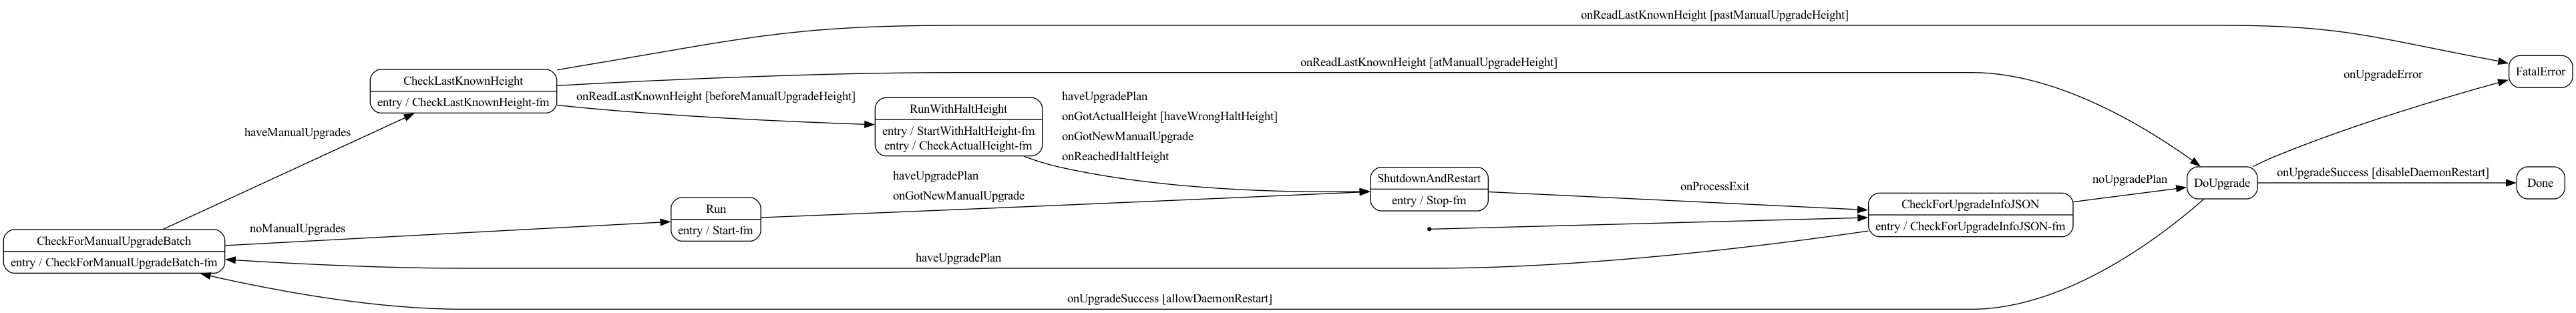 onReadLastKnownHeight [pastManualUpgradeHeight]
onReadLastKnownHeight [atManualUpgradeHeight]
FatalError
onUpgradeError
CheckLastKnownHeight
entry / CheckLastKnownHeight-fm
onReadLastKnownHeight [beforeManualUpgradeHeight]
RunWithHaltHeight
entry / StartWithHaltHeight-fm
entry / CheckActualHeight-fm
haveUpgradePlan
onGotActualHeight [haveWrongHaltHeight]
onGotNewManualUpgrade
onReachedHaltHeight
haveManualUpgrades
haveUpgradePlan
onGotNewManualUpgrade
ShutdownAndRestart
entry / Stop-fm
onProcessExit
noUpgradePlan
DoUpgrade
onUpgradeSuccess [disableDaemonRestart]
Done
Run
entry / Start-fm
CheckForUpgradeInfoJSON
entry / CheckForUpgradeInfoJSON-fm
noManualUpgrades
CheckForManualUpgradeBatch
entry / CheckForManualUpgradeBatch-fm
haveUpgradePlan
onUpgradeSuccess [allowDaemonRestart]